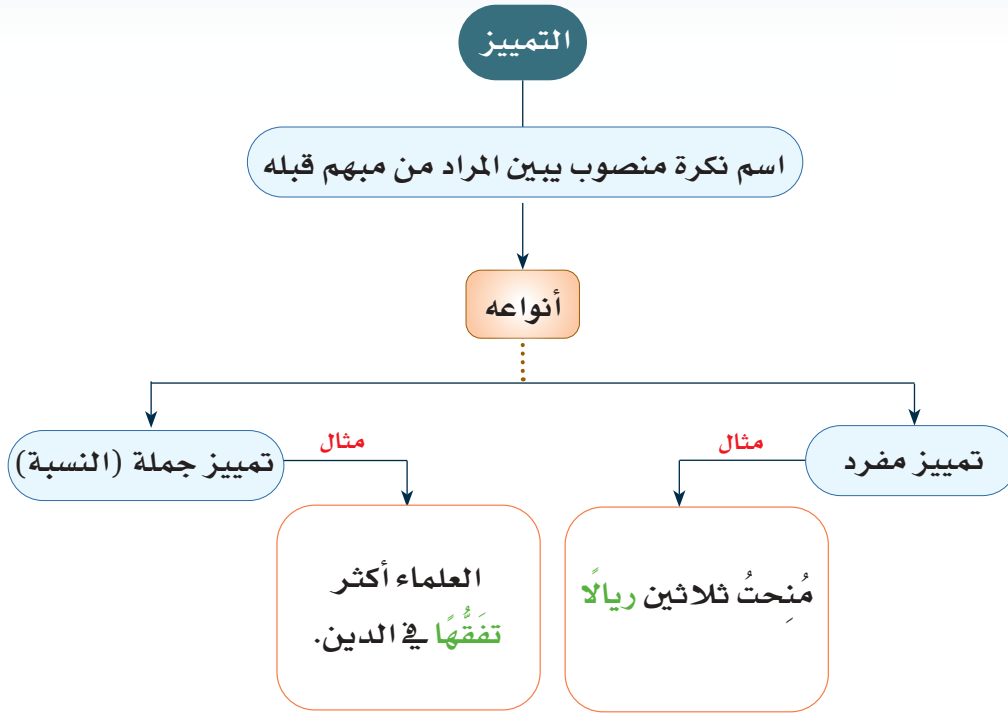 التمييز
اسم نكرة منصوب يبين المراد من مبهم قبله
أنواعه
تمييز مفرد
مثال
مُنِحتُ ثلاثين ريالًا
تمييز جملة (النسبة)
مثال
العلماء أكثر
تفَقُّهًا في الدين.